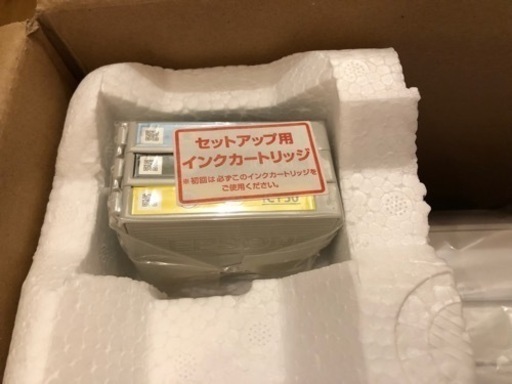 セットアップ用
インクカートリッジ
※初回は必ずこのインクカートリッジを
ご使用ください。